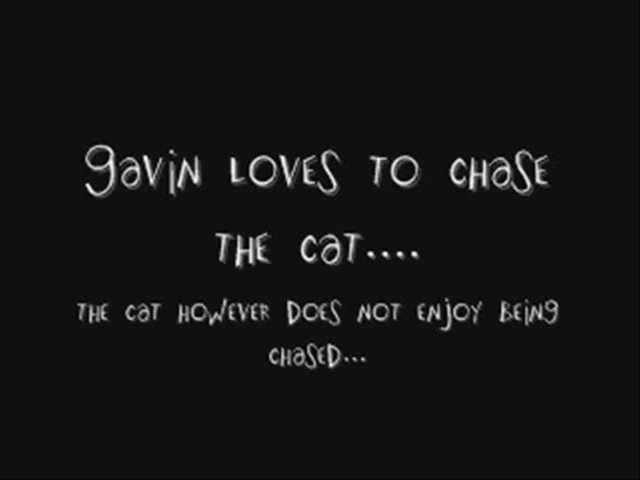 gavin loves to chase
the cat....
the cat however does not enjoy being
chased...